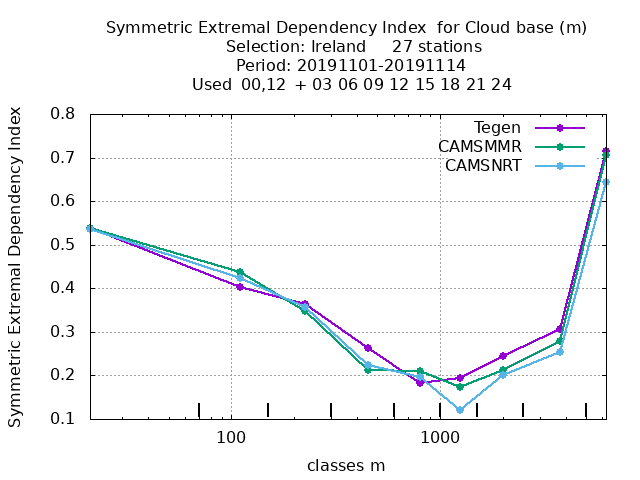 Symmetric Extremal Dependency Index  for Cloud base (m)
Selection: Ireland     27 stations
Period: 20191101-20191114
Used  00,12  + 03 06 09 12 15 18 21 24
Symmetric Extremal Dependency Index
0.8
0.7
0.6
0.5
0.4
0.3
0.2
0.1
Tegen
CAMSMMR
CAMSNRT
100
1000
classes m